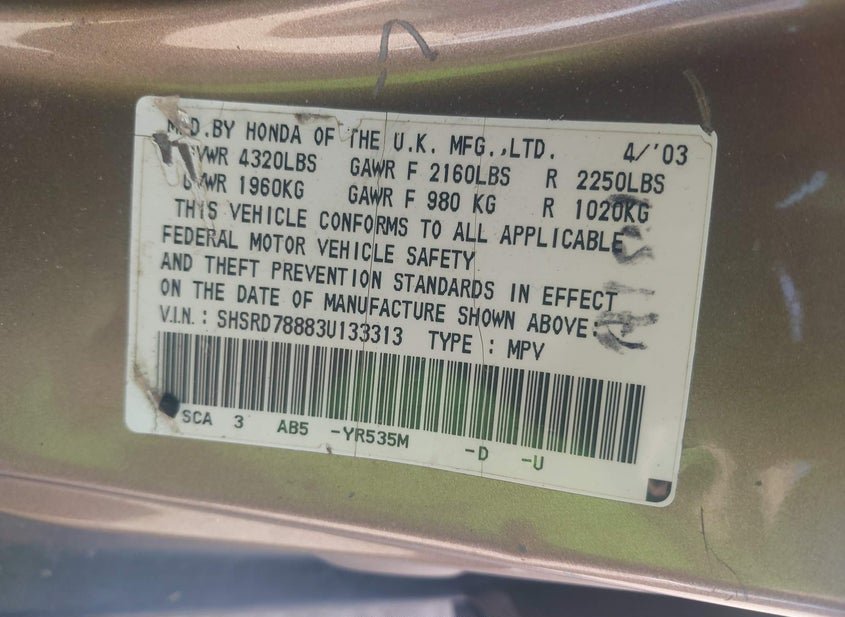 MFD.BY HONDA OF THE U.K. MFG.,LTD. 4/'03
GVWR 4320LBS GAWR F 2160LBS R 2250LBS
GVWR 1960KG GAWR F 980 KG R 1020KG
THIS VEHICLE CONFORMS TO ALL APPLICABLE
FEDERAL MOTOR VEHICLE SAFETY
AND THEFT PREVENTION STANDARDS IN EFFECT
ON THE DATE OF MANUFACTURE SHOWN ABOVE:
V.I.N. : SHSRD78883U133313 TYPE : MPV
SCA 3 AB5 -YR535M -D -U